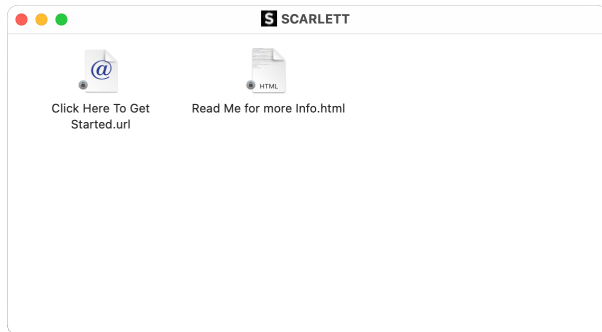 S SCARLETT
@
HTML
Click Here To Get
Started.url
Read Me for more Info.html